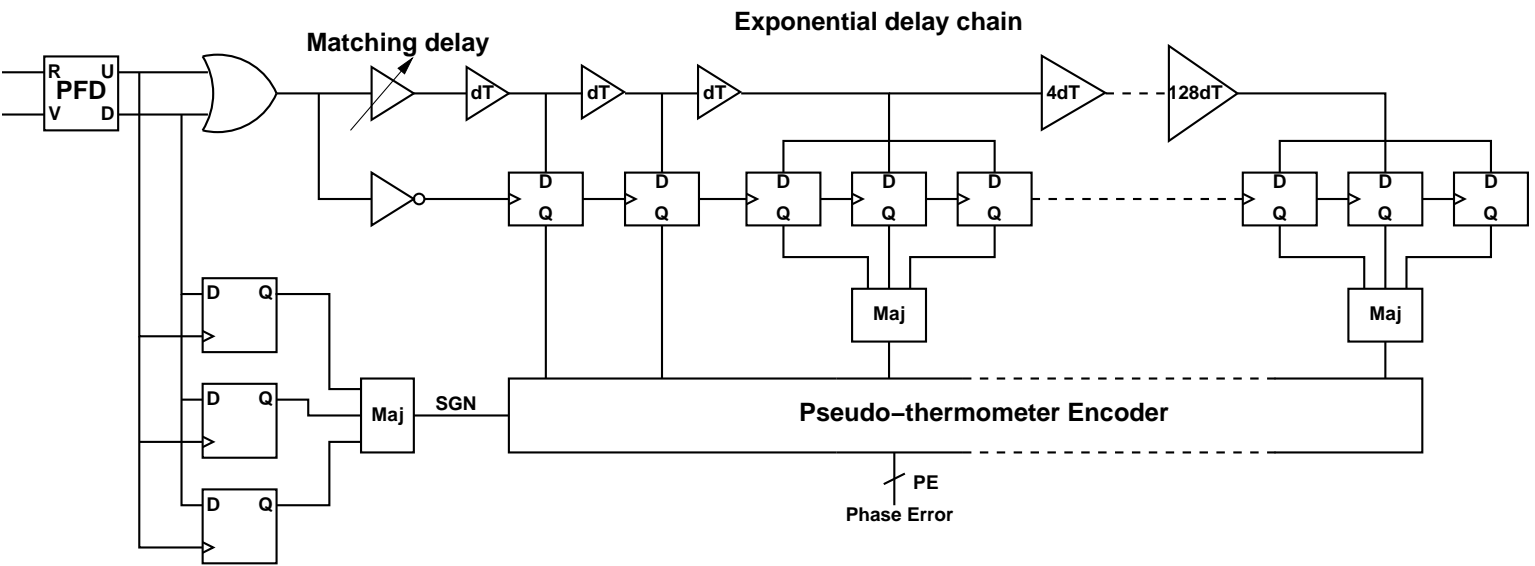 Exponential delay chain
Matching delay
R U
PFD
V D
dT
dT
dT
4dT
128dT
D
Q
D
Q
D
Q
D
Q
D
Q
D
Q
D
Q
D
Q
Maj
Maj
D Q
D Q
D Q
Maj
SGN
Pseudo−thermometer Encoder
PE
Phase Error